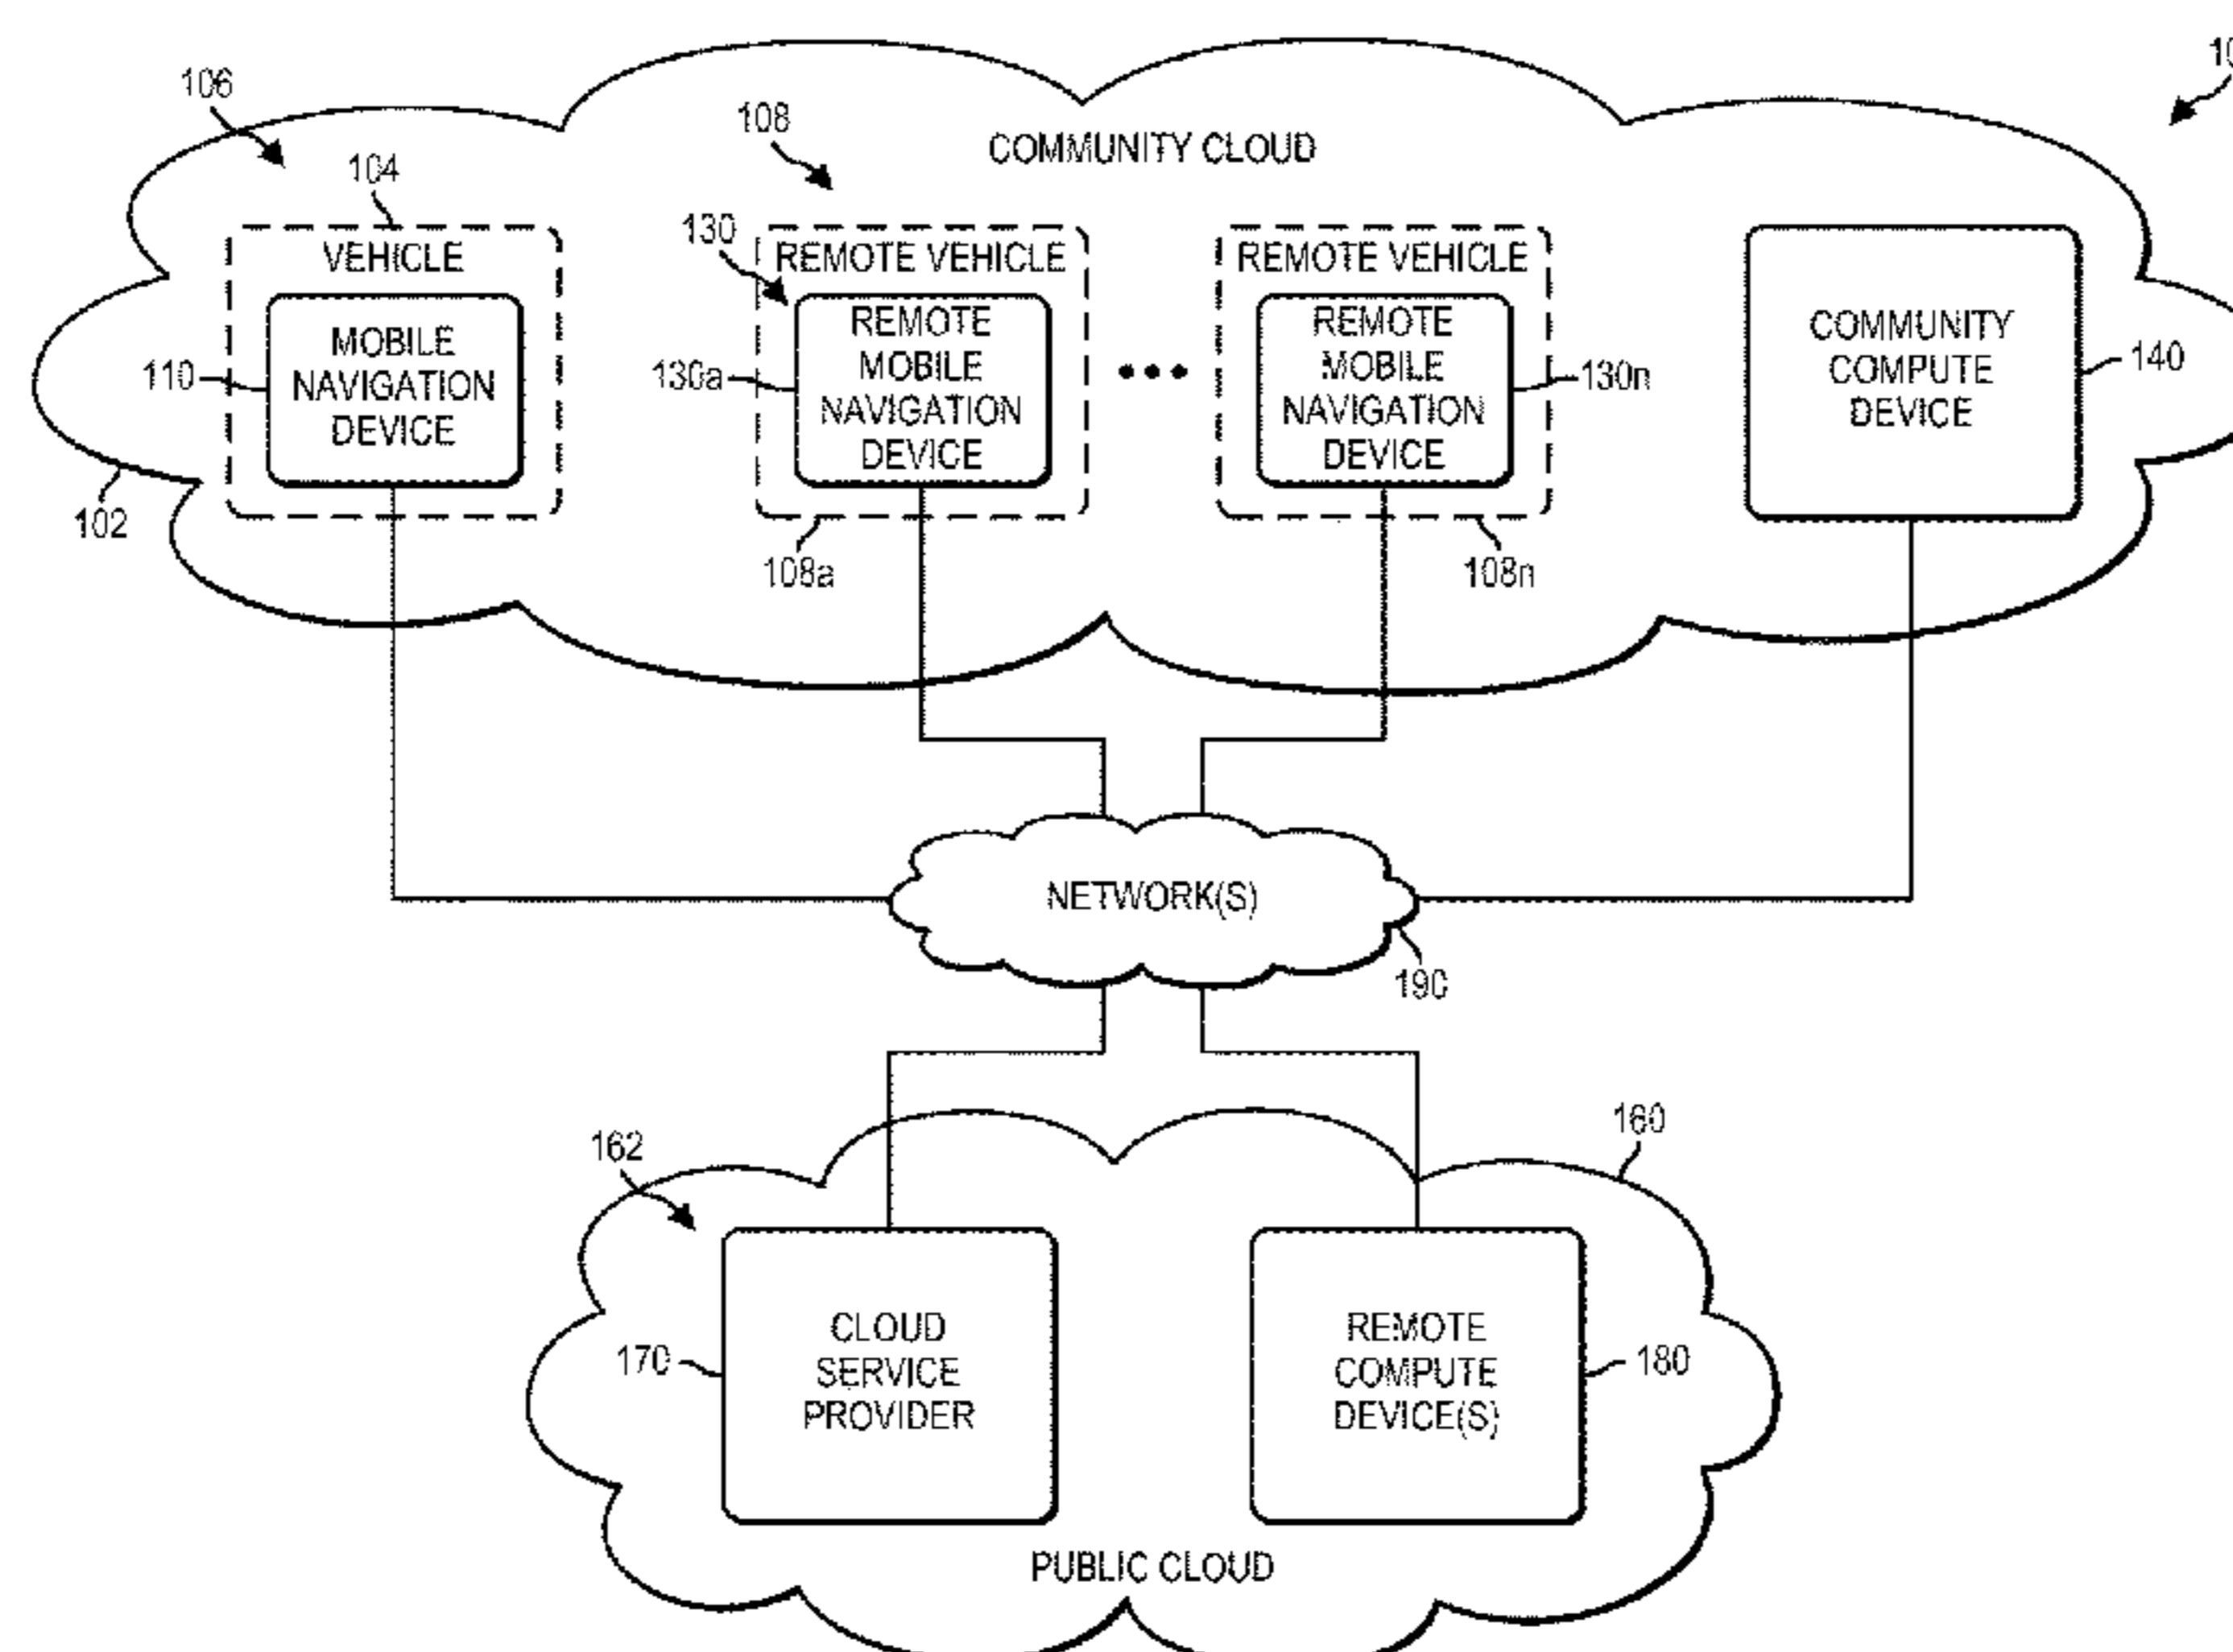 106
108
COMMUNITY CLOUD
104
130
VEHICLE
REMOTE VEHICLE
REMOTE VEHICLE
MOBILE
NAVIGATION
DEVICE
REMOTE
MOBILE
NAVIGATION
DEVICE
REMOTE
MOBILE
NAVIGATION
DEVICE
COMMUNITY
COMPUTE
DEVICE
110
130a
130n
140
102
108a
108n
NETWORK(S)
190
162
160
CLOUD
SERVICE
PROVIDER
REMOTE
COMPUTE
DEVICE(S)
170
180
PUBLIC CLOUD